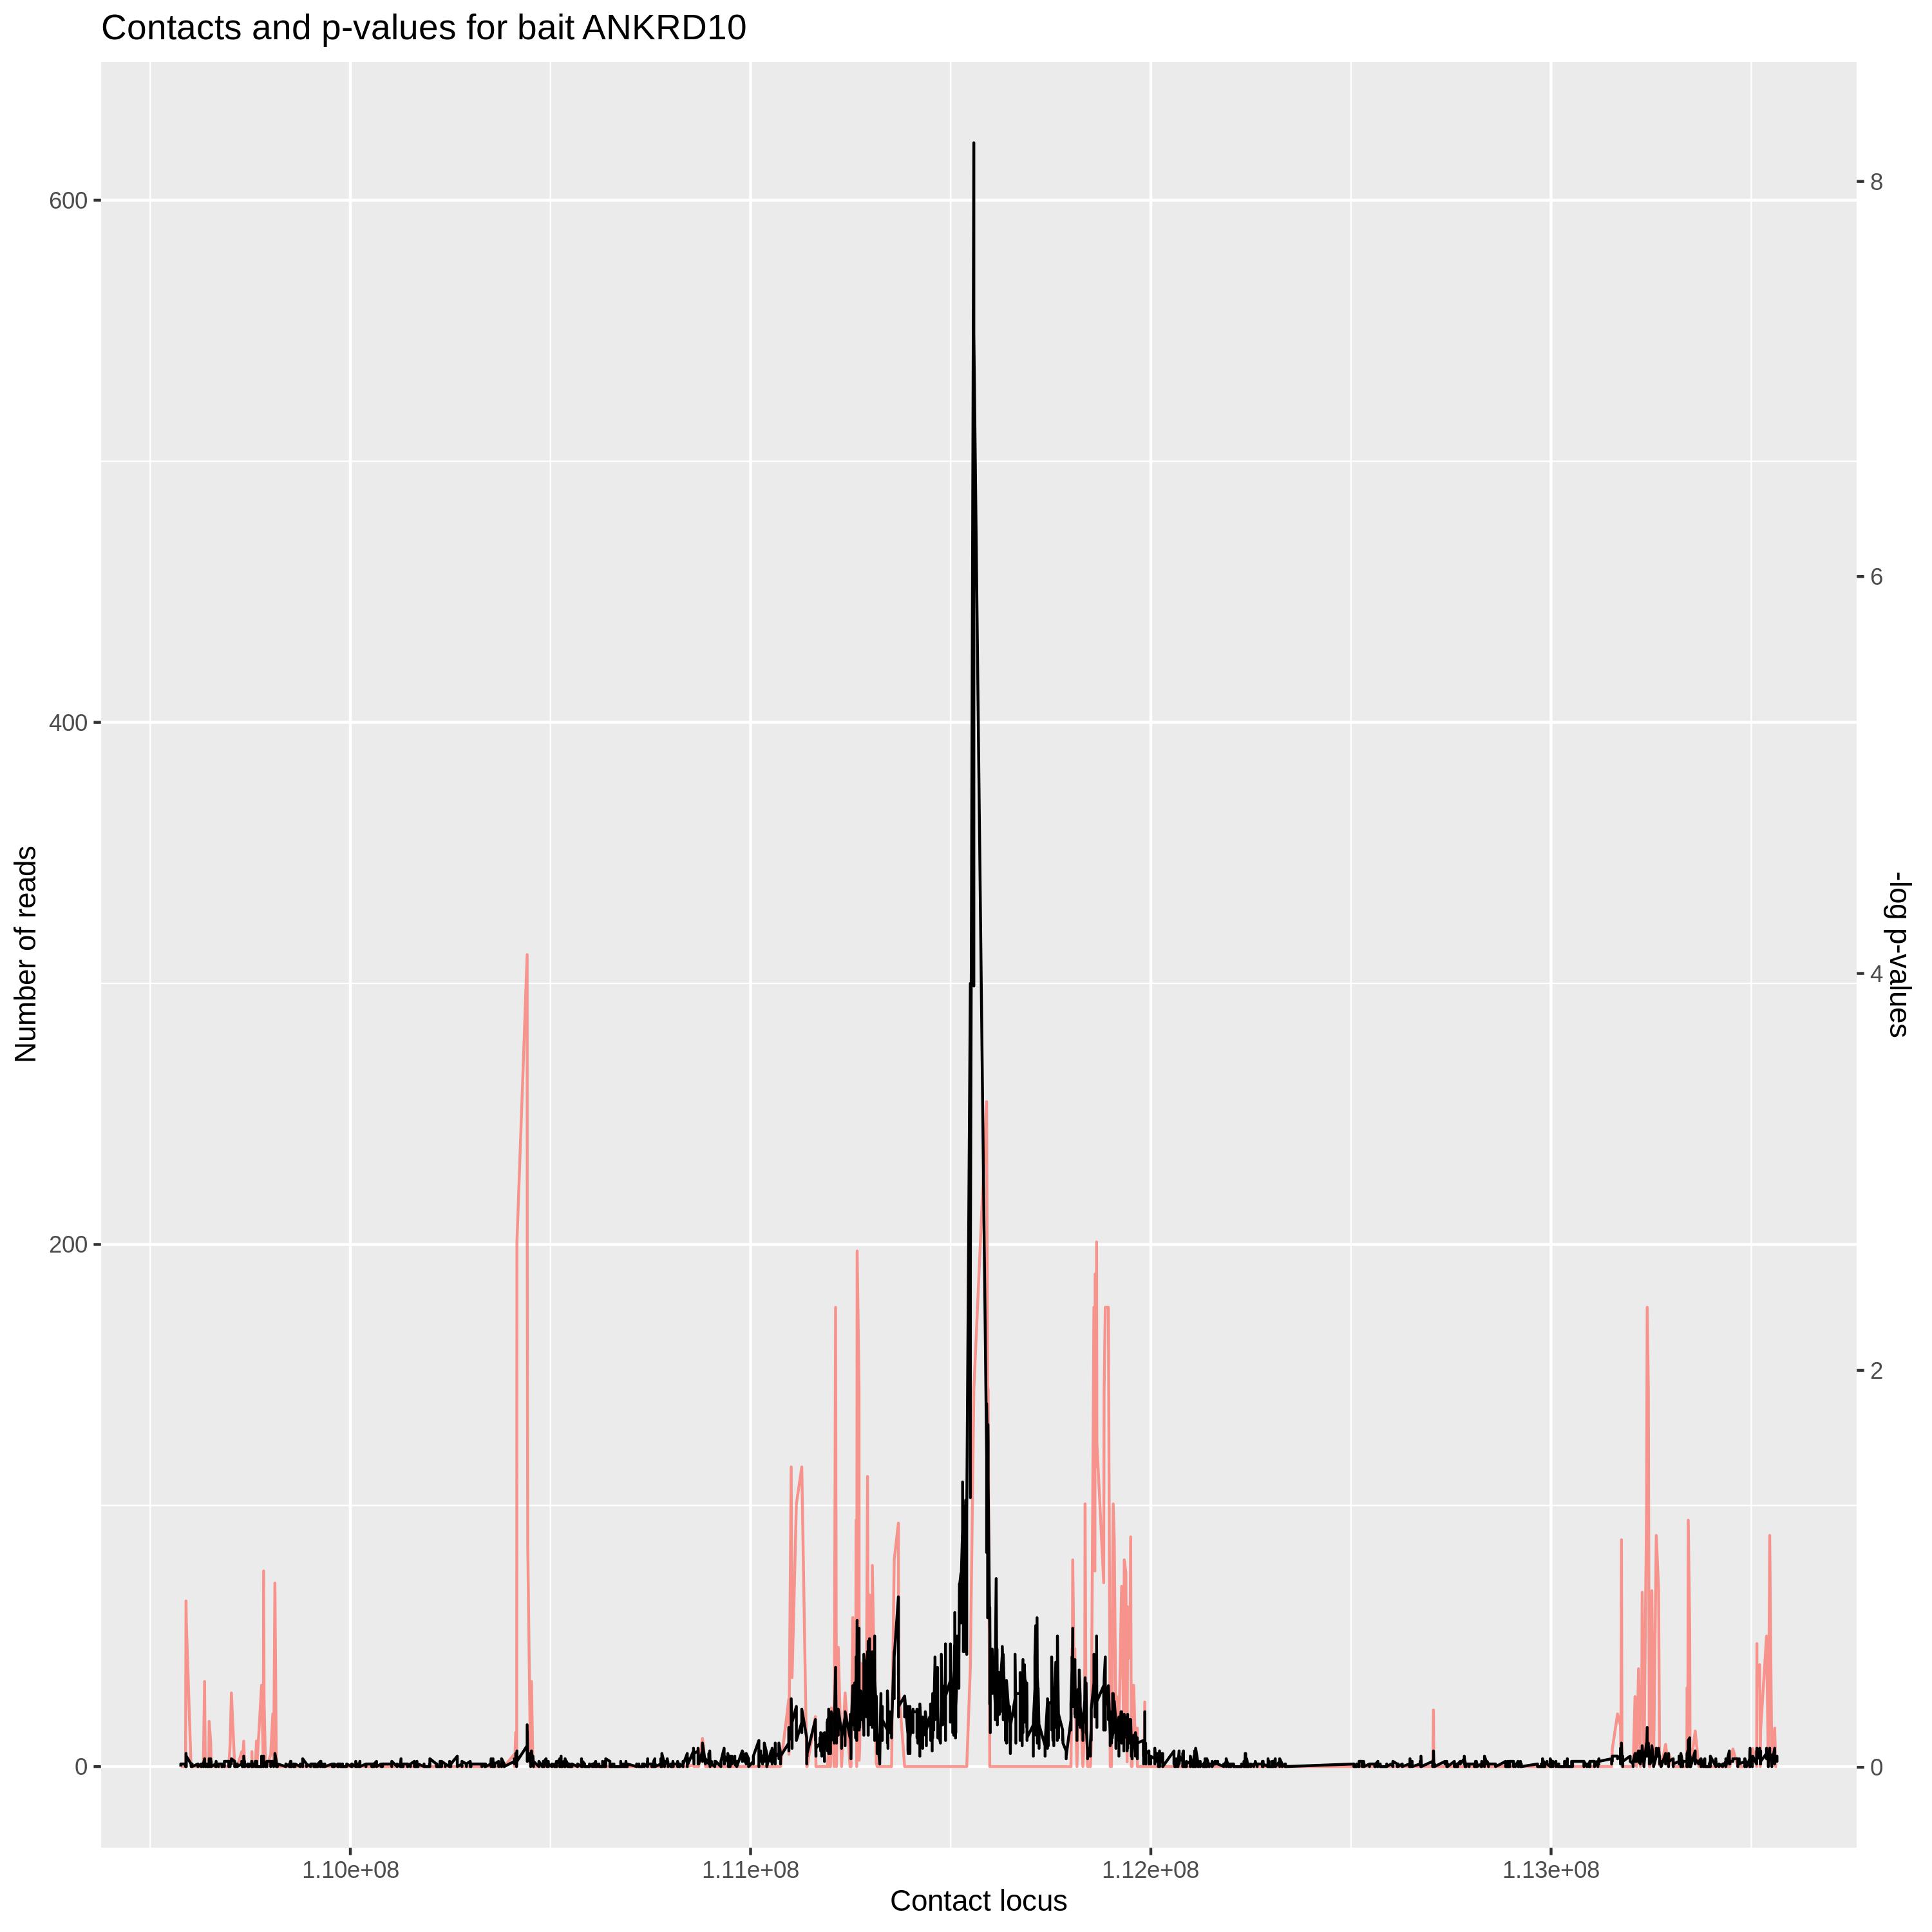 Contacts and p-values for bait ANKRD10
Number of reads
600
400
200
0
8
6
4
2
0
-log p-values
1.10e+08
1.11e+08
1.12e+08
1.13e+08
Contact locus